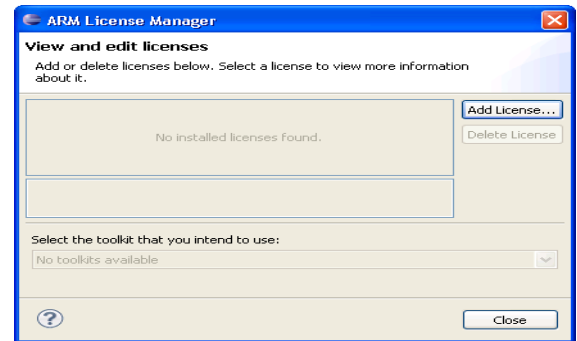 ARM License Manager
View and edit licenses
Add or delete licenses below. Select a license to view more information
about it.
No installed licenses found.
Add License...
Delete License
Select the toolkit that you intend to use:
No toolkits available
?
Close